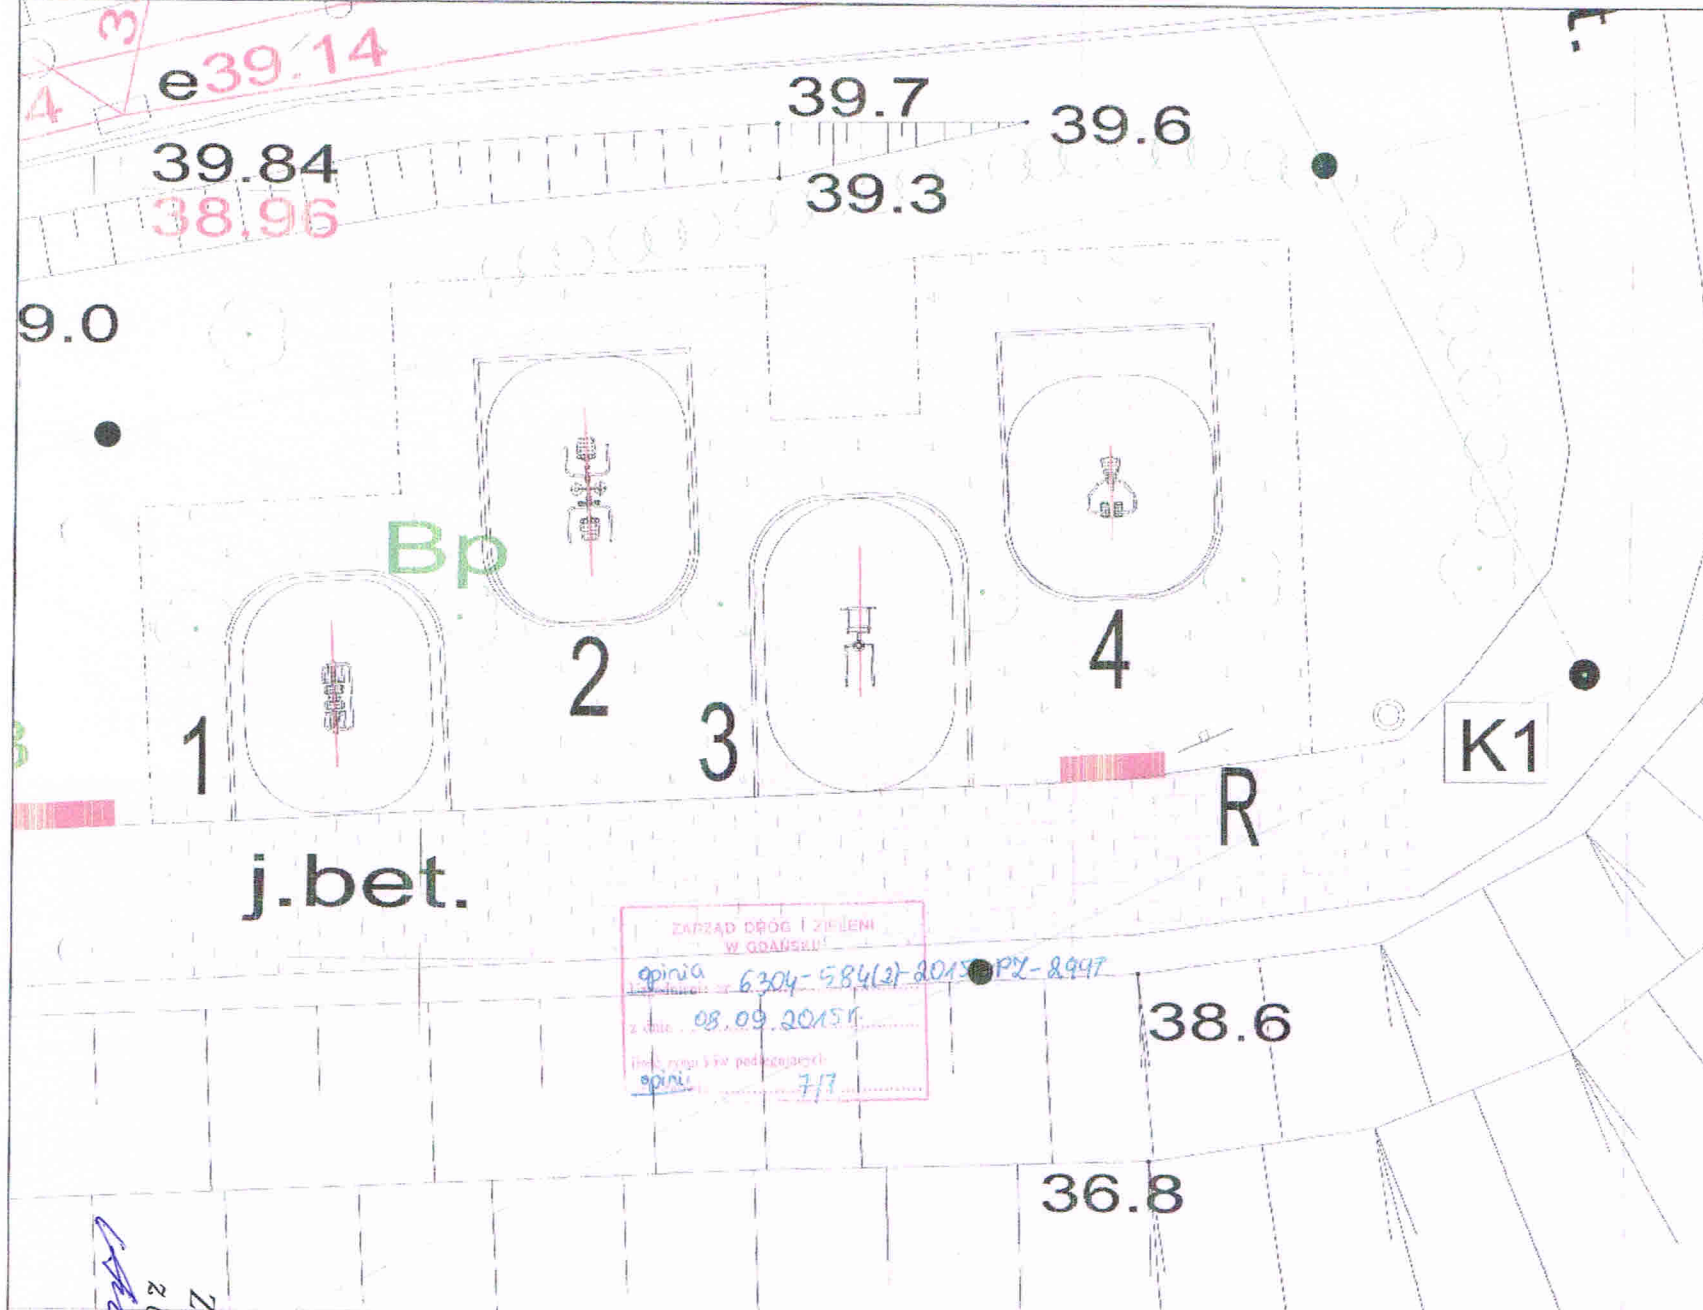 3
4
e39.14
39.7
39.6
39.84
38.96
39.3
9.0
Bp
1
2
3
4
K1
R
j.bet.
ZARZĄD DRÓG I ZIELENI
W GDAŃSKU
opinia 6304-584(2)-2015 PZ-2997
z dnia 08.09.2015r.
opinii 7/7
38.6
36.8